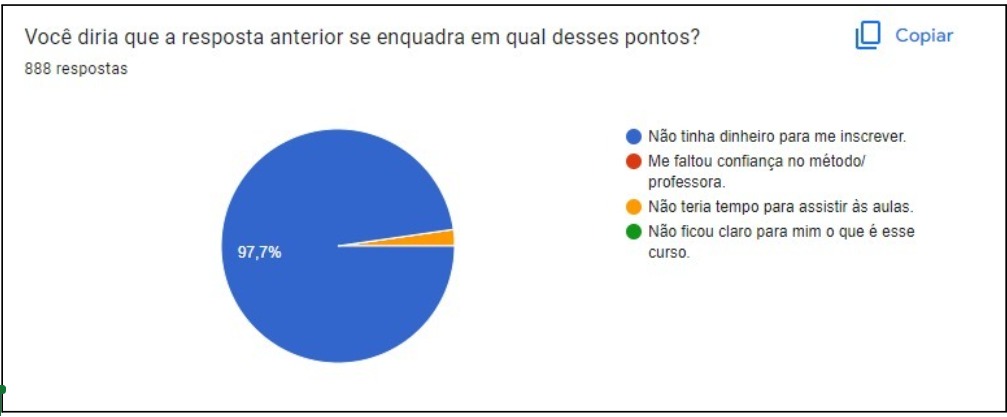 Você diria que a resposta anterior se enquadra em qual desses pontos?
Copiar
888 respostas
Não tinha dinheiro para me inscrever.
Me faltou confiança no método/
professora.
Não teria tempo para assistir às aulas.
Não ficou claro para mim o que é esse
curso.
97,7%